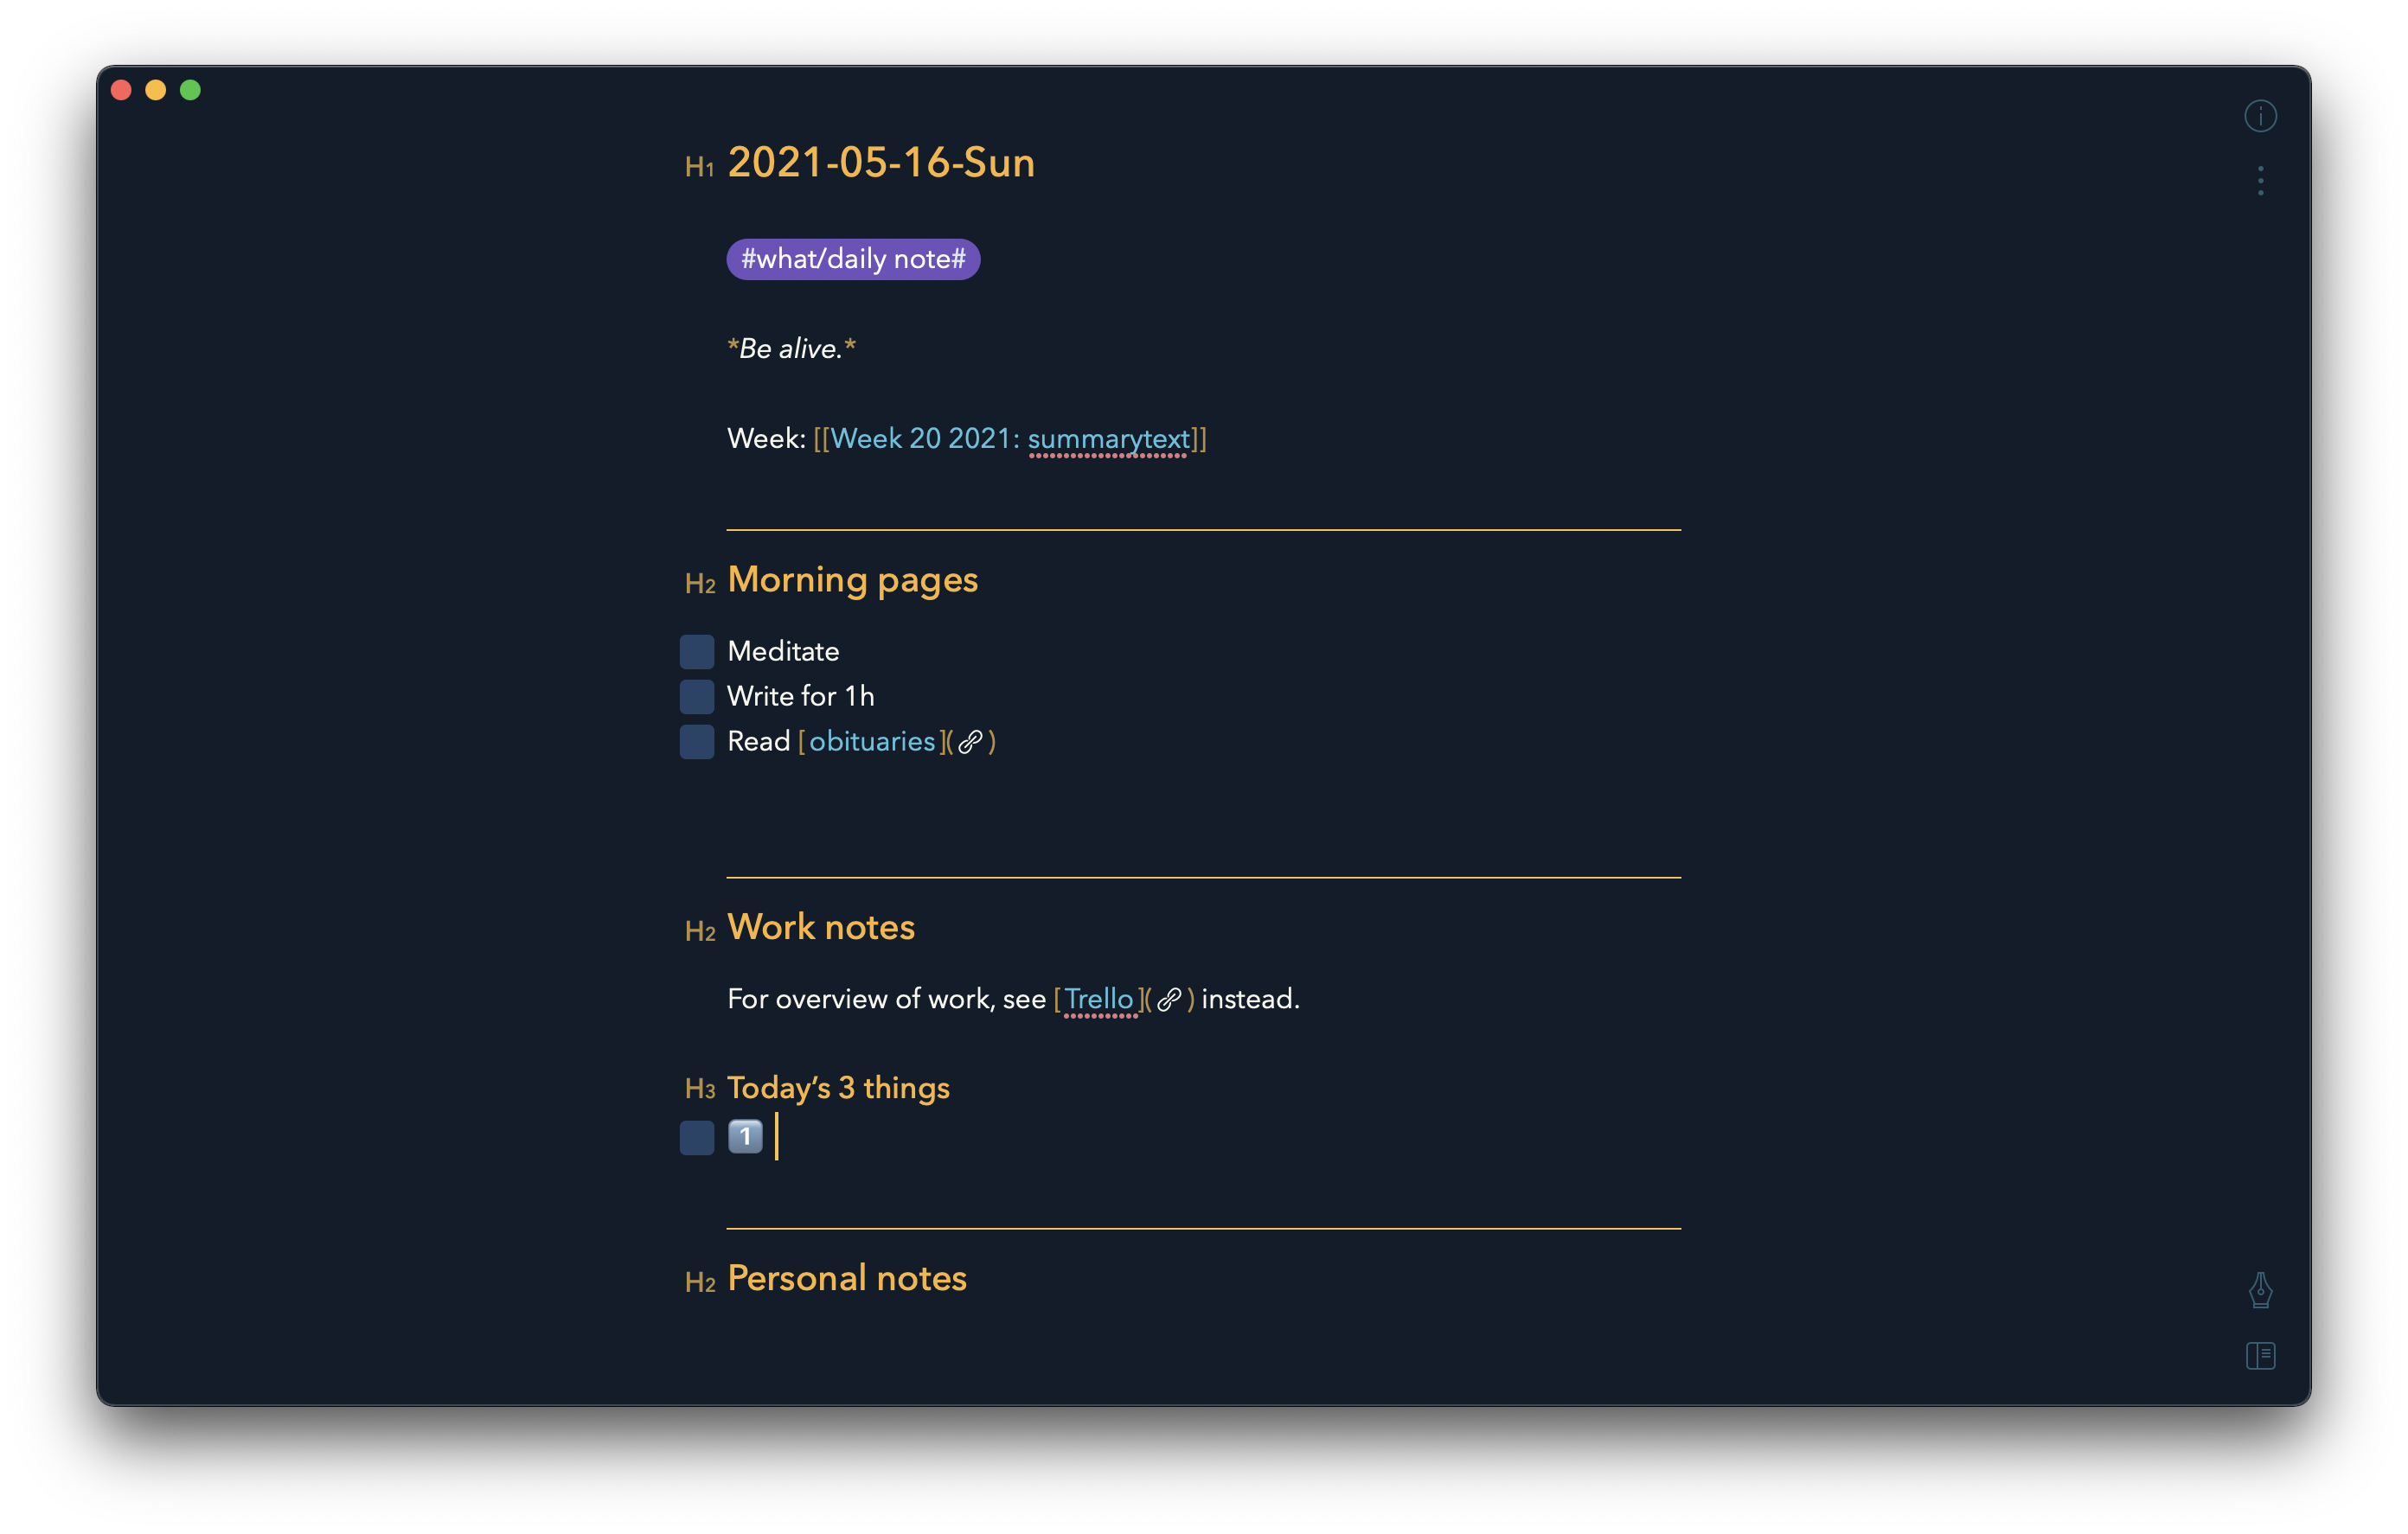 H1 2021-05-16-Sun
#what/daily note#
*Be alive.*
Week: [[Week 20 2021: summarytext]]
H2 Morning pages
Meditate
Write for 1h
Read [obituaries](🔗)
H2 Work notes
For overview of work, see [Trello](🔗) instead.
H3 Today’s 3 things
1️⃣
H2 Personal notes